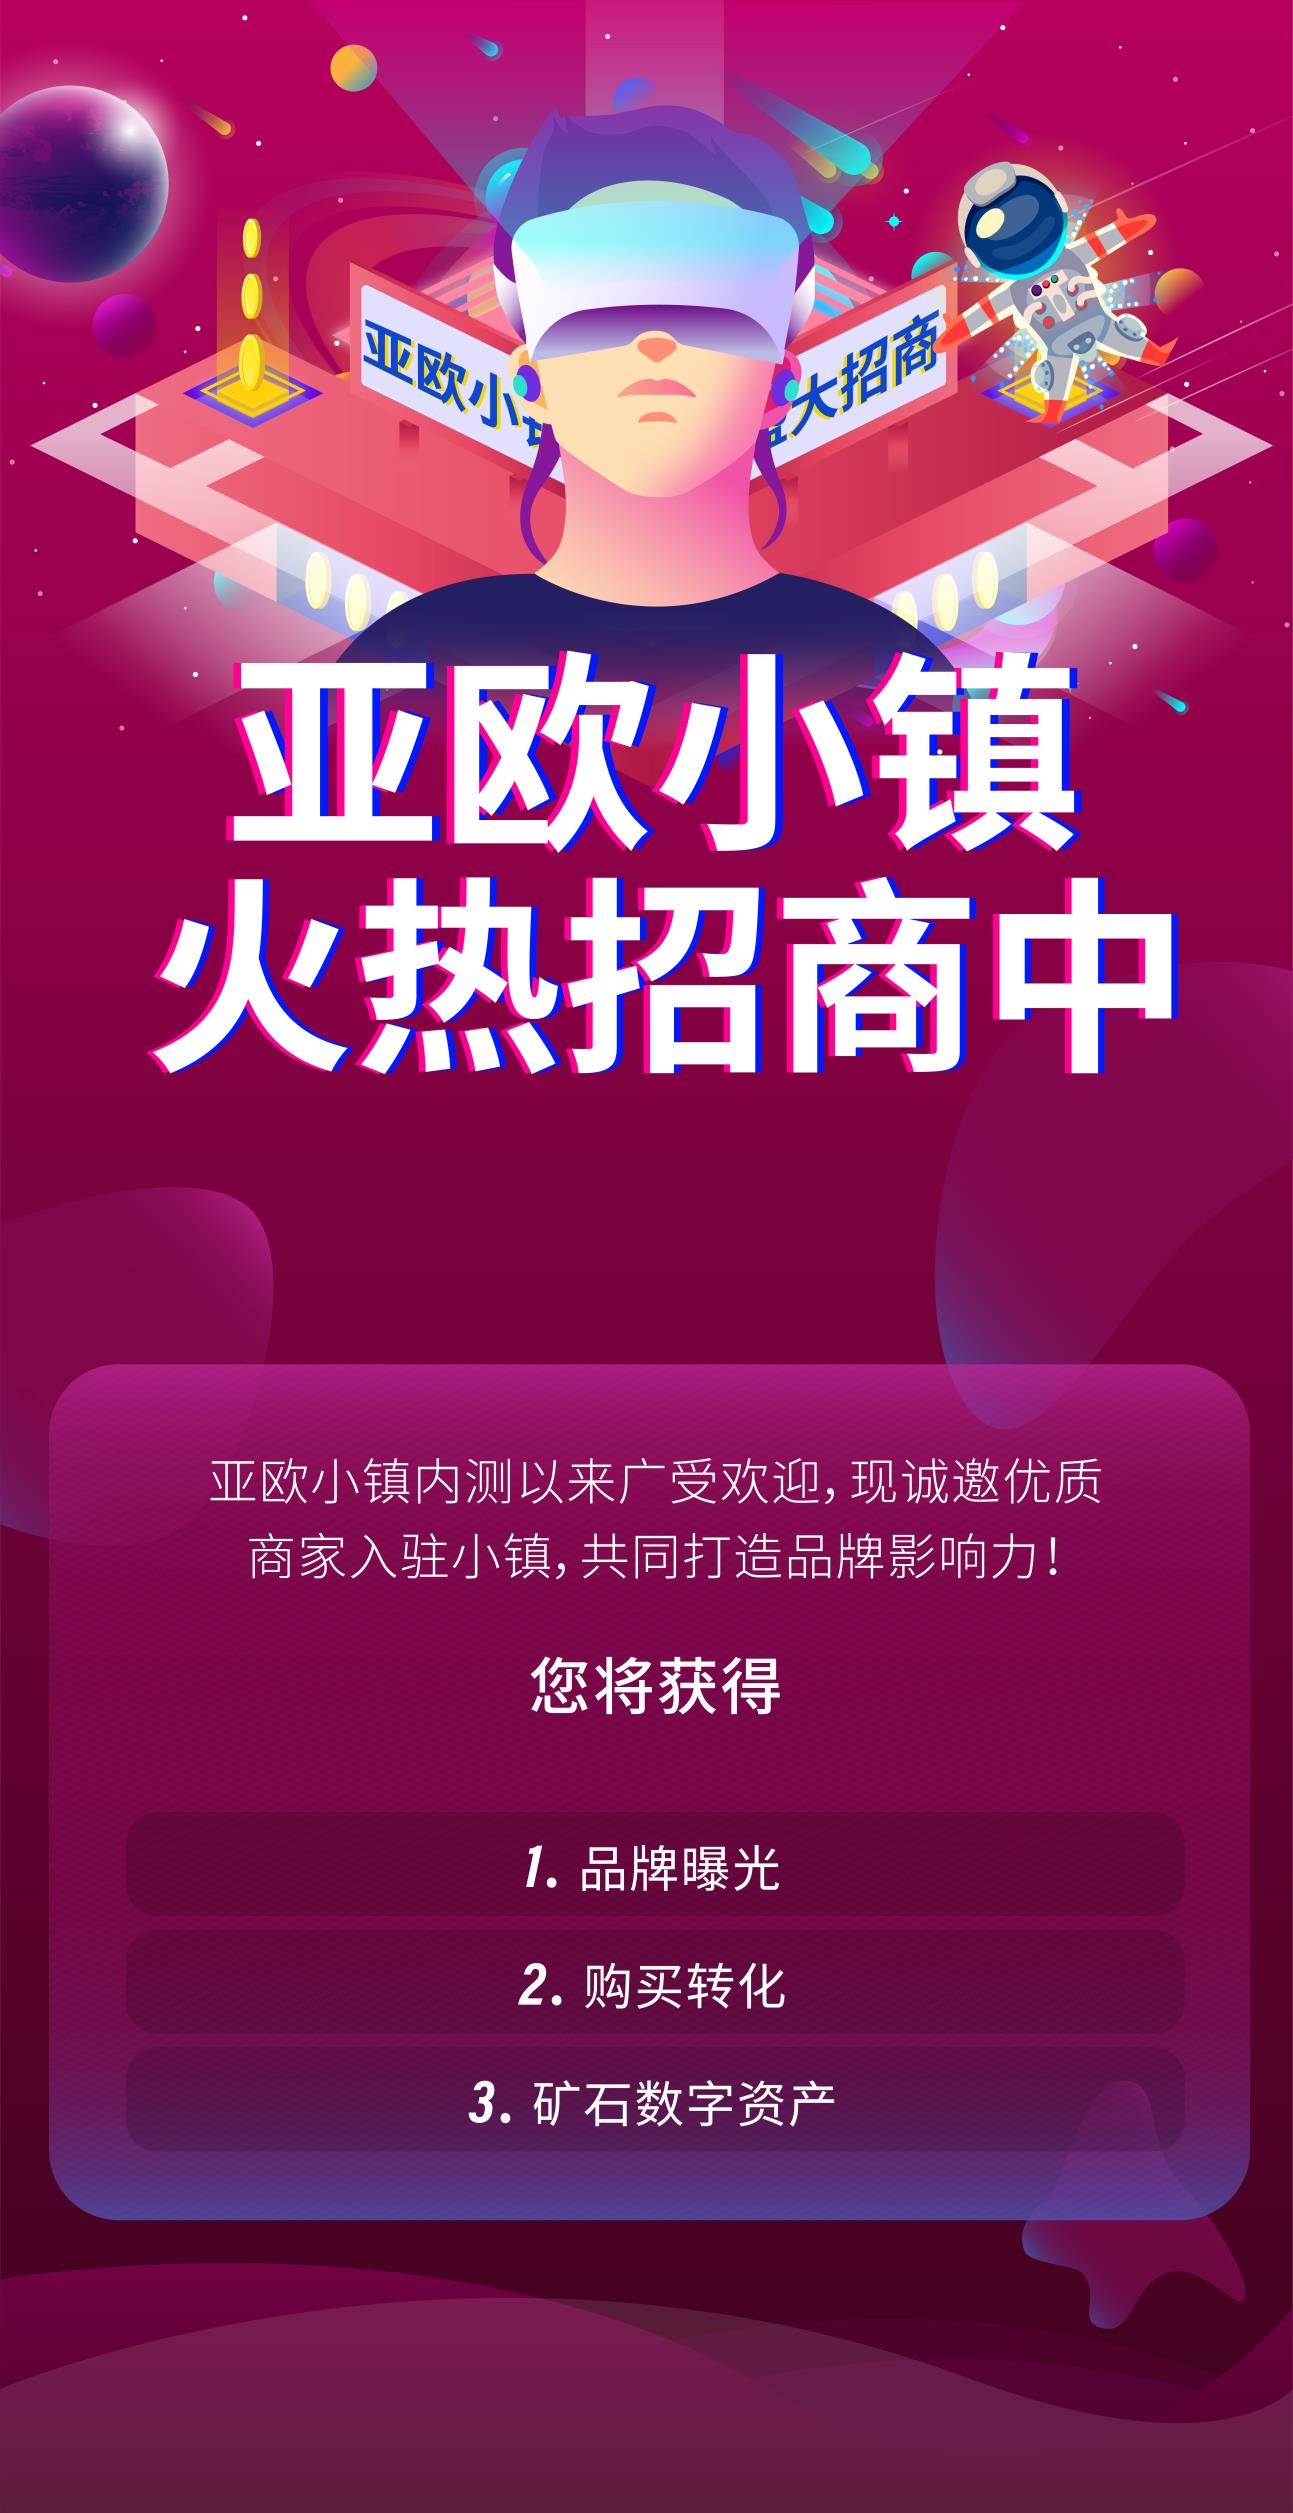 亚欧小
大招商
亚欧小镇
火热招商中
亚欧小镇内测以来广受欢迎，现诚邀优质
商家入驻小镇，共同打造品牌影响力！
您将获得
1. 品牌曝光
2. 购买转化
3. 矿石数字资产